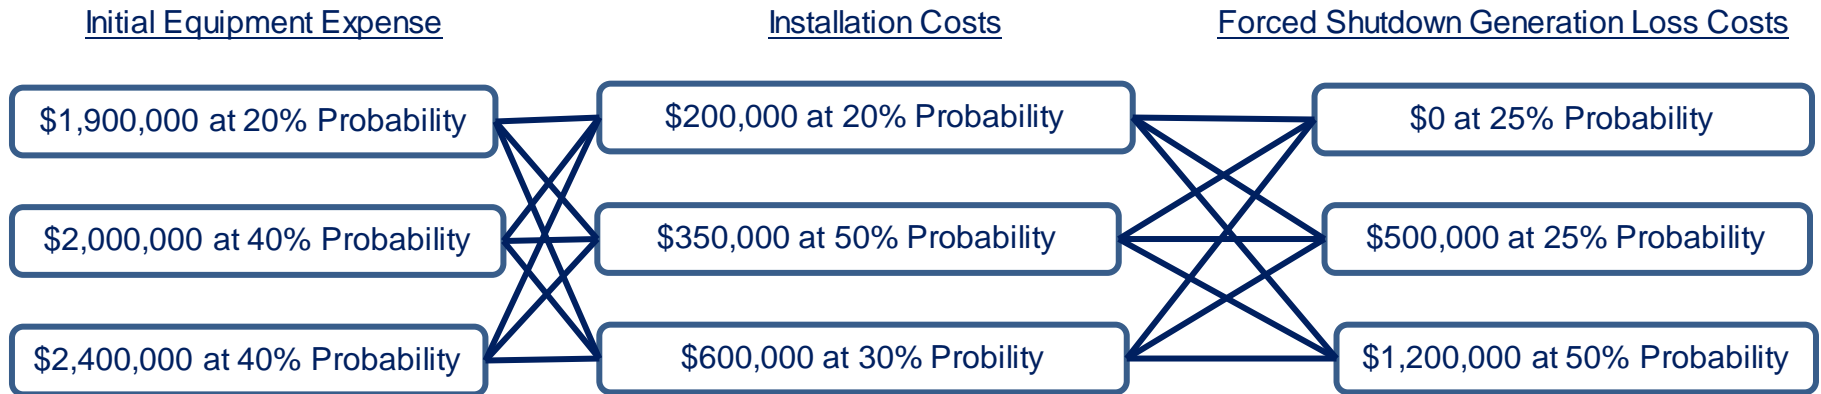 Initial Equipment Expense
Installation Costs
Forced Shutdown Generation Loss Costs
$1,900,000 at 20% Probability
$200,000 at 20% Probability
$0 at 25% Probability
$2,000,000 at 40% Probability
$350,000 at 50% Probability
$500,000 at 25% Probability
$2,400,000 at 40% Probability
$600,000 at 30% Probility
$1,200,000 at 50% Probability